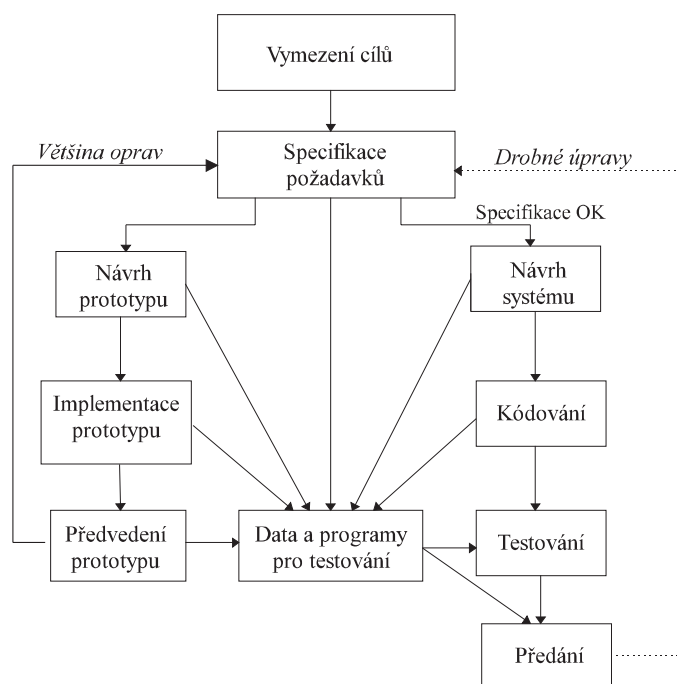 Vymezení cílů
Většina oprav
Specifikace
požadavků
Drobné úpravy
Specifikace OK
Návrh
prototypu
Návrh
systému
Implementace
prototypu
Kódování
Předvedení
prototypu
Data a programy
pro testování
Testování
Předání